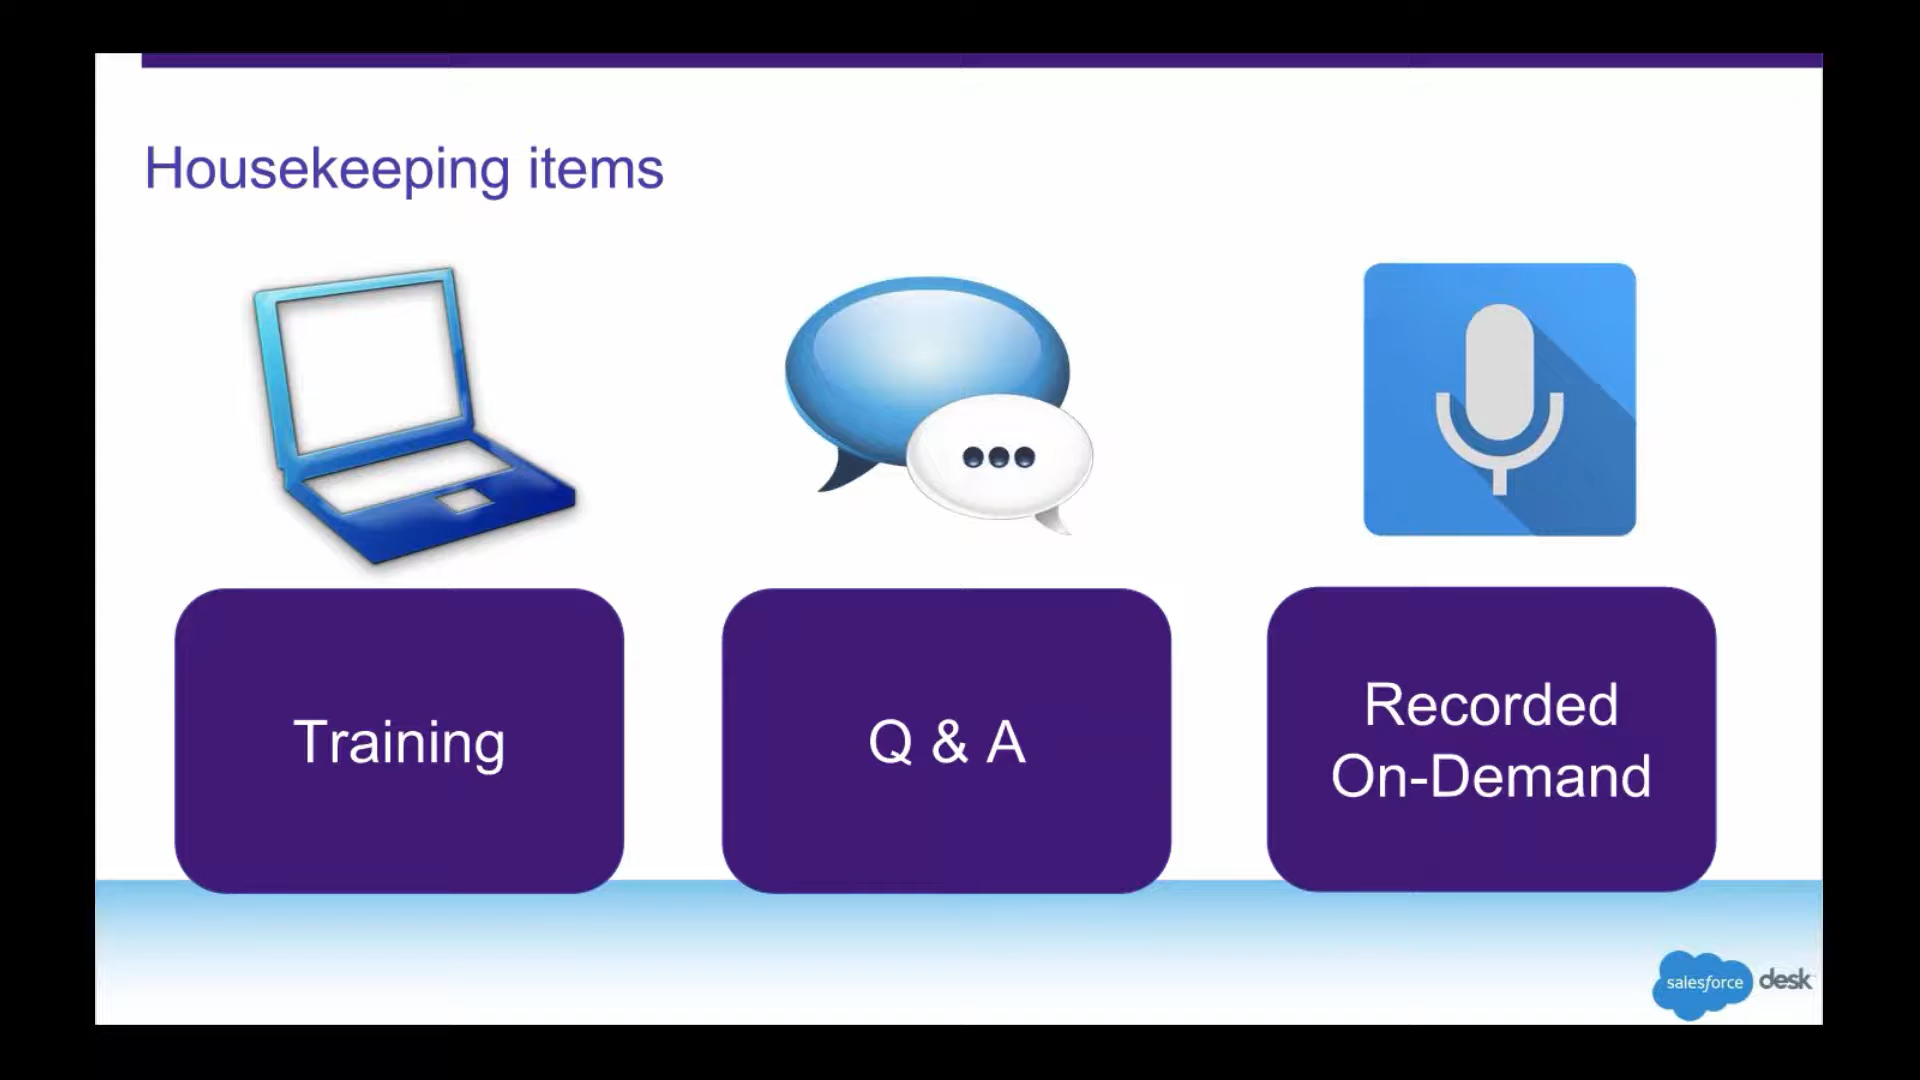 Housekeeping items
Training
Q & A
Recorded
On-Demand
salesforce desk